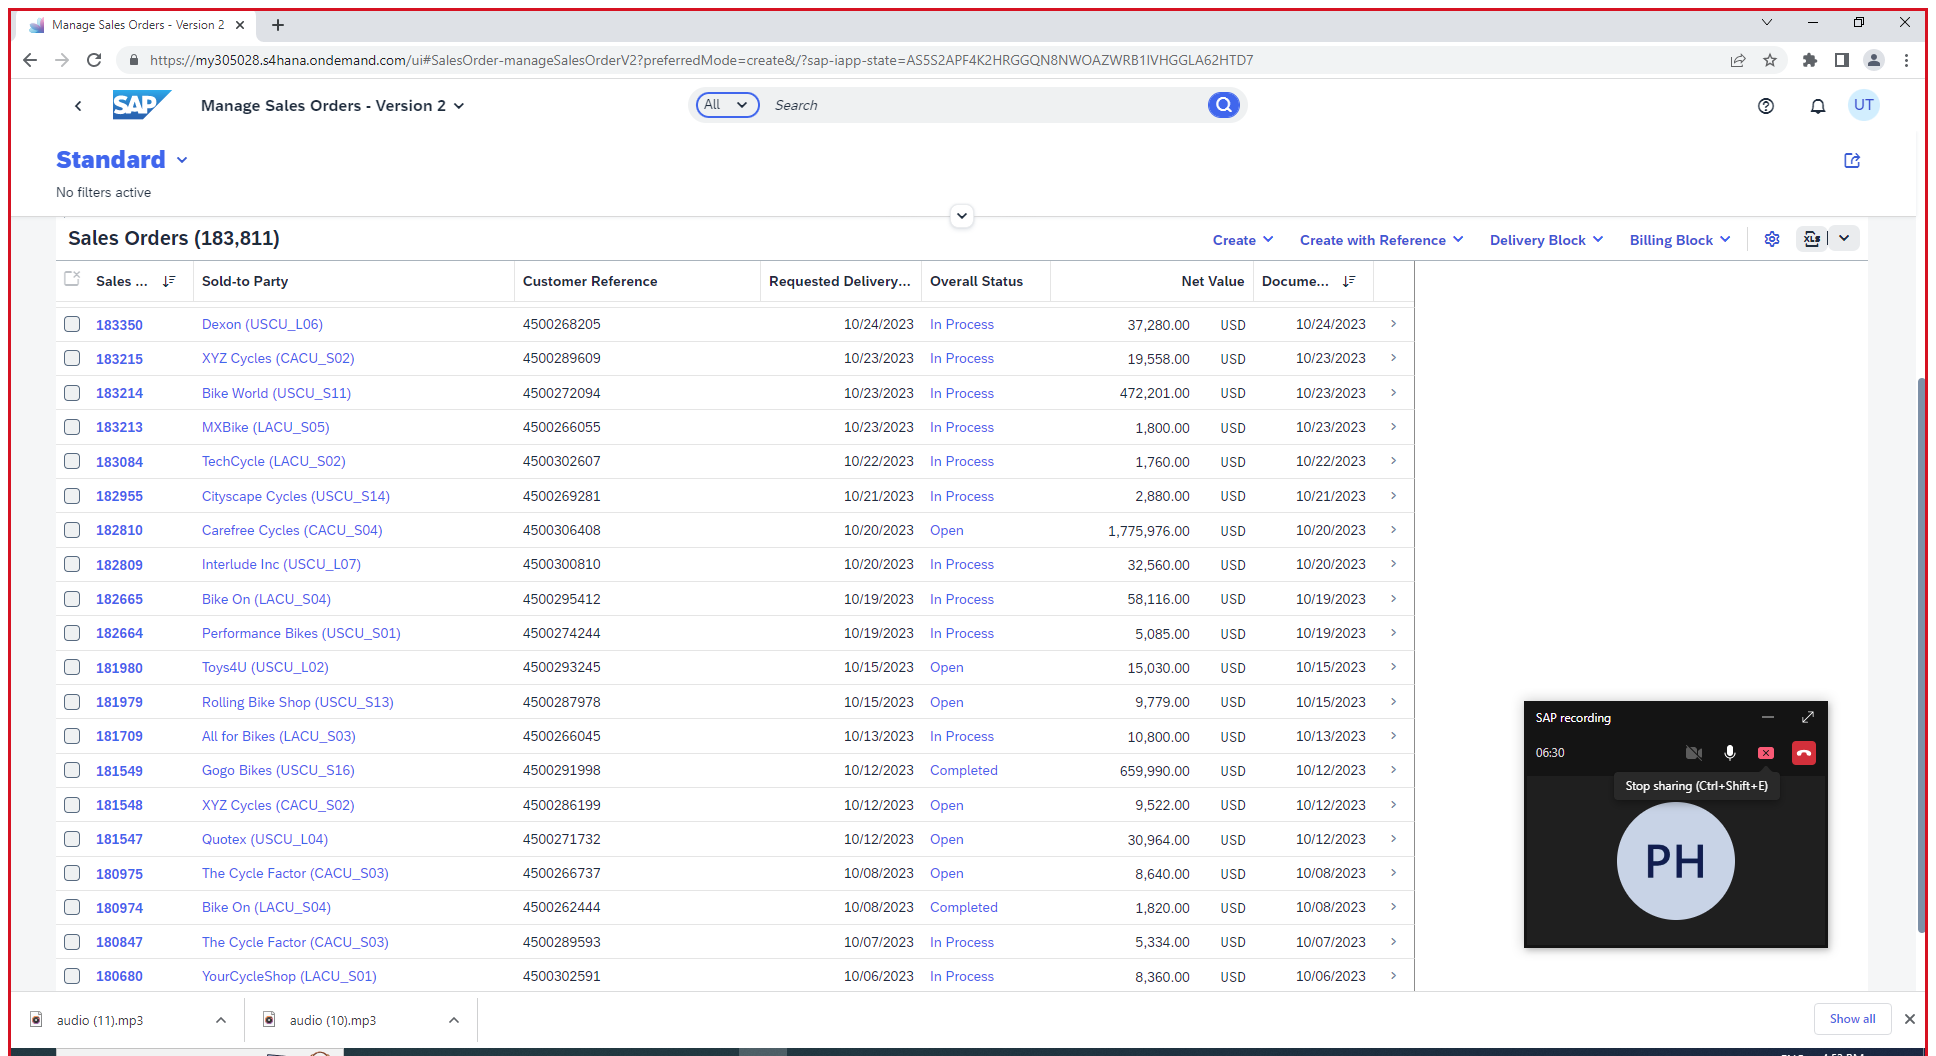 Manage Sales Orders - Version 2
https://my305028.s4hana.ondemand.com/ui#SalesOrder-manageSalesOrderV2?preferredMode=create&/?sap-iapp-state=AS5S2APF4K2HRGGQN8NWOAZWRB1IVHGGLA62HTD7
SAP Manage Sales Orders - Version 2 All Search UT
Standard
No filters active
Sales Orders (183,811) Create Create with Reference Delivery Block Billing Block XLS
Sales ... Sold-to Party Customer Reference Requested Delivery... Overall Status Net Value Docume...
183350 Dexon (USCU_L06) 4500268205 10/24/2023 In Process 37,280.00 USD 10/24/2023
183215 XYZ Cycles (CACU_S02) 4500289609 10/23/2023 In Process 19,558.00 USD 10/23/2023
183214 Bike World (USCU_S11) 4500272094 10/23/2023 In Process 472,201.00 USD 10/23/2023
183213 MXBike (LACU_S05) 4500266055 10/23/2023 In Process 1,800.00 USD 10/23/2023
183084 TechCycle (LACU_S02) 4500302607 10/22/2023 In Process 1,760.00 USD 10/22/2023
182955 Cityscape Cycles (USCU_S14) 4500269281 10/21/2023 In Process 2,880.00 USD 10/21/2023
182810 Carefree Cycles (CACU_S04) 4500306408 10/20/2023 Open 1,775,976.00 USD 10/20/2023
182809 Interlude Inc (USCU_L07) 4500300810 10/20/2023 In Process 32,560.00 USD 10/20/2023
182665 Bike On (LACU_S04) 4500295412 10/19/2023 In Process 58,116.00 USD 10/19/2023
182664 Performance Bikes (USCU_S01) 4500274244 10/19/2023 In Process 5,085.00 USD 10/19/2023
181980 Toys4U (USCU_L02) 4500293245 10/15/2023 Open 15,030.00 USD 10/15/2023
181979 Rolling Bike Shop (USCU_S13) 4500287978 10/15/2023 Open 9,779.00 USD 10/15/2023
181709 All for Bikes (LACU_S03) 4500266045 10/13/2023 In Process 10,800.00 USD 10/13/2023
181549 Gogo Bikes (USCU_S16) 4500291998 10/12/2023 Completed 659,990.00 USD 10/12/2023
181548 XYZ Cycles (CACU_S02) 4500286199 10/12/2023 Open 9,522.00 USD 10/12/2023
181547 Quotex (USCU_L04) 4500271732 10/12/2023 Open 30,964.00 USD 10/12/2023
180975 The Cycle Factor (CACU_S03) 4500266737 10/08/2023 Open 8,640.00 USD 10/08/2023
180974 Bike On (LACU_S04) 4500262444 10/08/2023 Completed 1,820.00 USD 10/08/2023
180847 The Cycle Factor (CACU_S03) 4500289593 10/07/2023 In Process 5,334.00 USD 10/07/2023
180680 YourCycleShop (LACU_S01) 4500302591 10/06/2023 In Process 8,360.00 USD 10/06/2023
SAP recording
06:30
Stop sharing (Ctrl+Shift+E)
PH
audio (11).mp3 audio (10).mp3 Show all